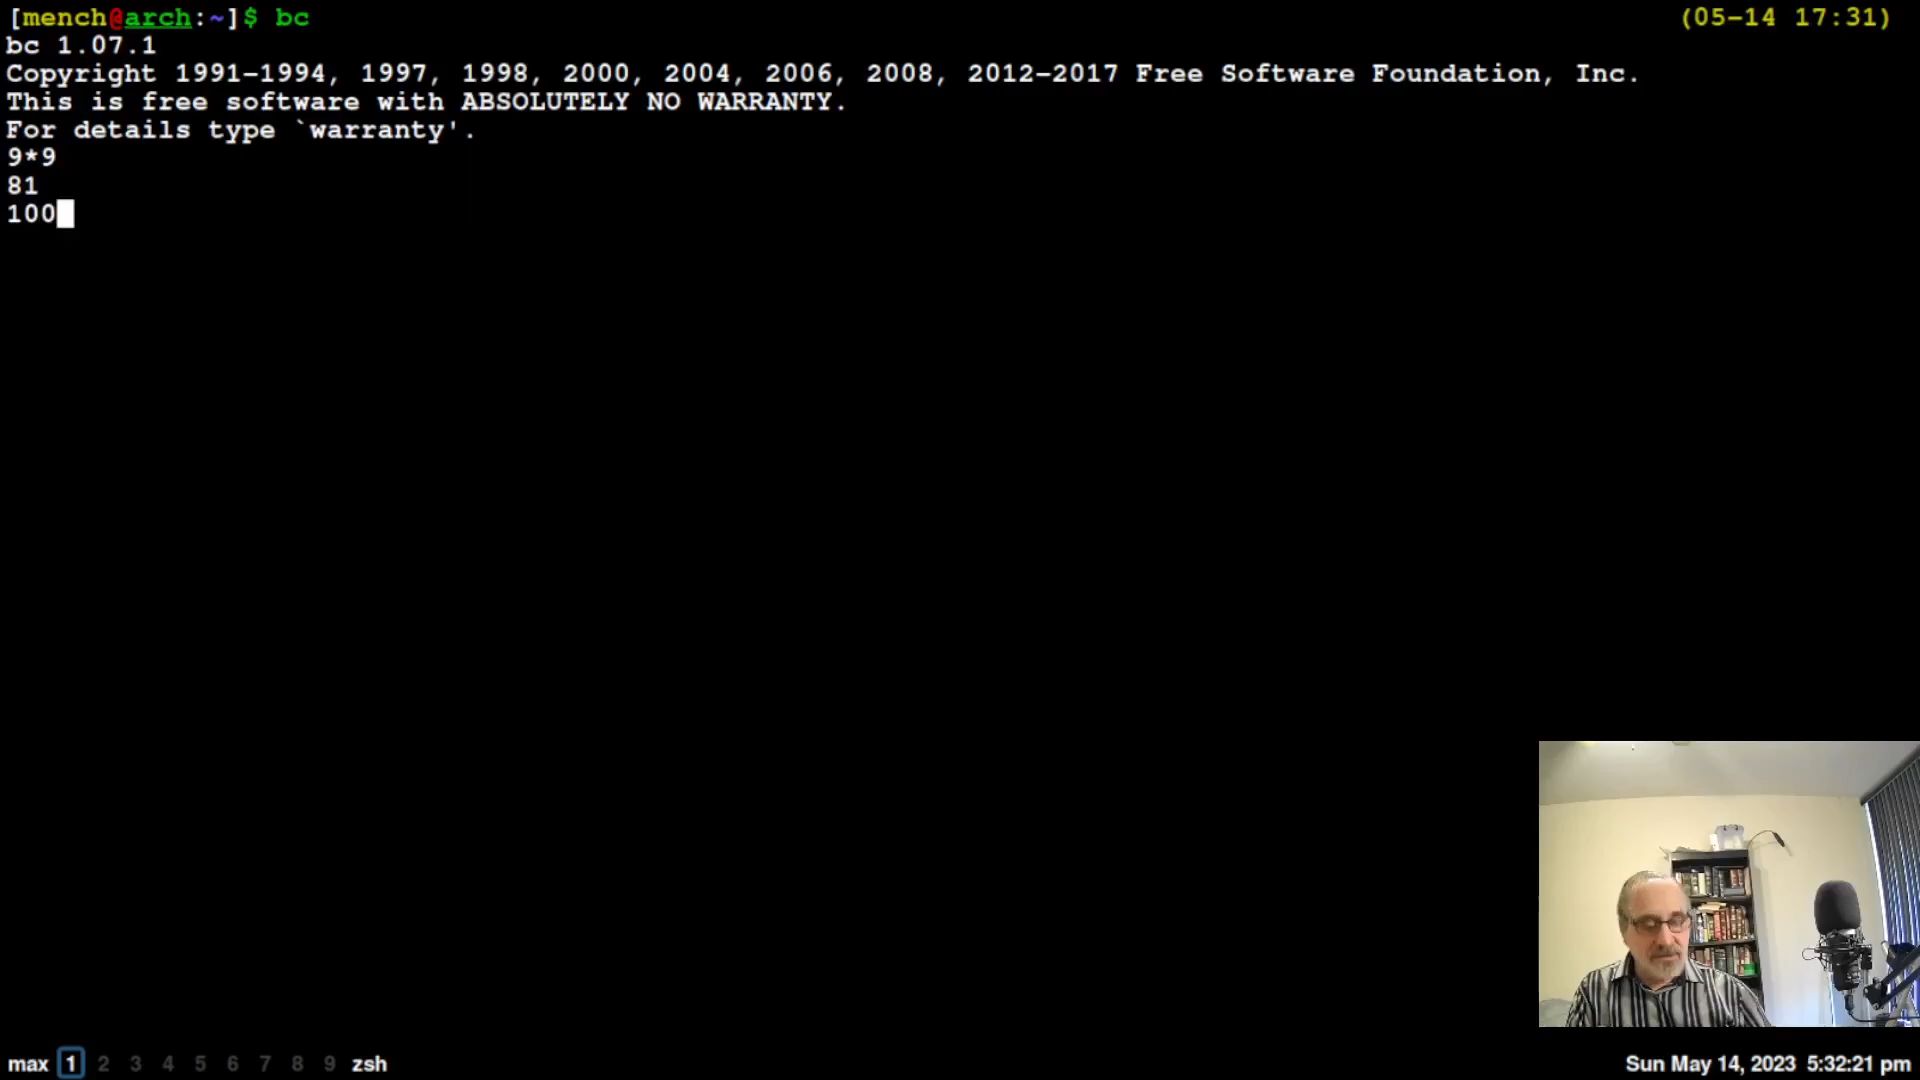 [mench@arch:~]$ bc (05-14 17:31)
bc 1.07.1
Copyright 1991-1994, 1997, 1998, 2000, 2004, 2006, 2008, 2012-2017 Free Software Foundation, Inc.
This is free software with ABSOLUTELY NO WARRANTY.
For details type `warranty'.
9*9
81
100
max 1 2 3 4 5 6 7 8 9 zsh Sun May 14, 2023 5:32:21 pm